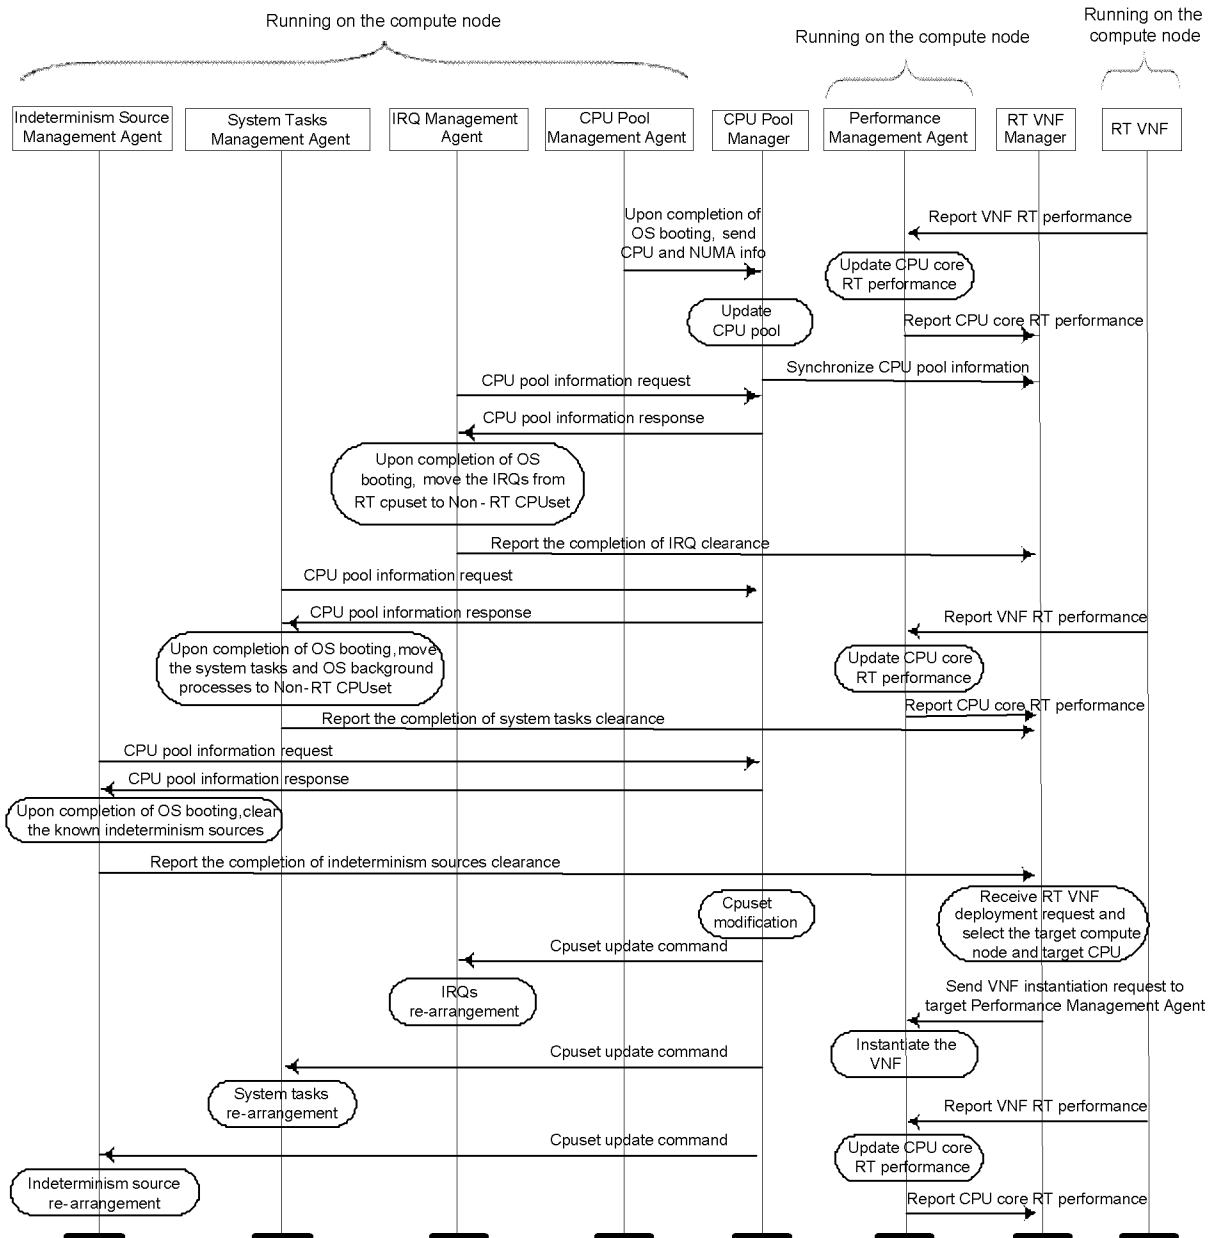 Running on the compute node
Running on the compute node
Running on the
compute node
Indeterminism Source
Management Agent
System Tasks
Management Agent
IRQ Management
Agent
CPU Pool
Management Agent
CPU Pool
Manager
Performance
Management Agent
RT VNF
Manager
RT VNF
Upon completion of
OS booting, send
CPU and NUMA info
Report VNF RT performance
Update CPU core
RT performance
Update
CPU pool
Report CPU core RT performance
Synchronize CPU pool information
CPU pool information request
CPU pool information response
Upon completion of OS
booting, move the IRQs from
RT cpuset to Non-RT CPUset
Report the completion of IRQ clearance
CPU pool information request
CPU pool information response
Report VNF RT performance
Upon completion of OS booting, move
the system tasks and OS background
processes to Non-RT CPUset
Update CPU core
RT performance
Report CPU core RT performance
Report the completion of system tasks clearance
CPU pool information request
CPU pool information response
Upon completion of OS booting, clear
the known indeterminism sources
Report the completion of indeterminism sources clearance
Cpuset
modification
Receive RT VNF
deployment request and
select the target compute
node and target CPU
Cpuset update command
IRQs
re-arrangement
Send VNF instantiation request to
target Performance Management Agent
Instantiate the
VNF
Cpuset update command
System tasks
re-arrangement
Report VNF RT performance
Cpuset update command
Update CPU core
RT performance
Indeterminism source
re-arrangement
Report CPU core RT performance